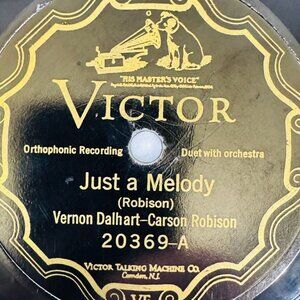 "HIS MASTER'S VOICE"
VICTOR
Orthophonic Recording
Duet with orchestra
Just a Melody
(Robison)
Vernon Dalhart-Carson Robison
20369-A
VICTOR TALKING MACHINE CO.
Camden, N.J.
VE